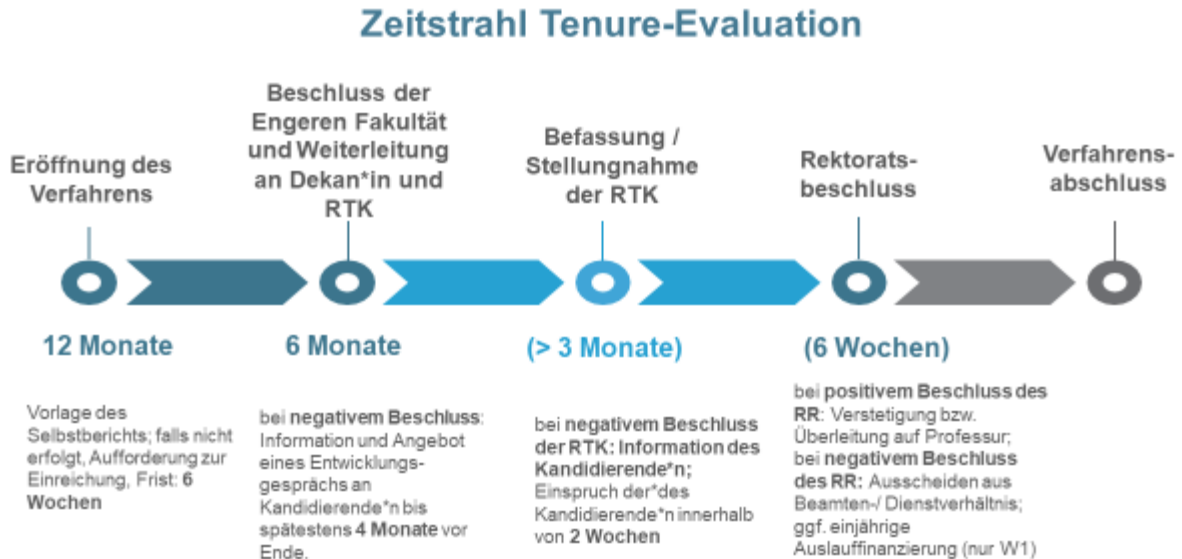 Zeitstrahl Tenure-Evaluation
Eröffnung des
Verfahrens
Beschluss der
Engeren Fakultät
und Weiterleitung
an Dekan*in und
RTK
Befassung /
Stellungnahme
der RTK
Rektorats-
beschluss
Verfahrens-
abschluss
12 Monate
6 Monate
(> 3 Monate)
(6 Wochen)
Vorlage des
Selbstberichts; falls nicht
erfolgt, Aufforderung zur
Einreichung, Frist: 6
Wochen
bei negativem Beschluss:
Information und Angebot
eines Entwicklungs-
gesprächs an
Kandidierende*n bis
spätestens 4 Monate vor
Ende.
bei negativem Beschluss
der RTK: Information des
Kandidierende*n;
Einspruch der*des
Kandidierende*n innerhalb
von 2 Wochen
bei positivem Beschluss des
RR: Verstetigung bzw.
Überleitung auf Professur;
bei negativem Beschluss
des RR: Ausscheiden aus
Beamten-/ Dienstverhältnis;
ggf. einjährige
Auslauffinanzierung (nur W1)